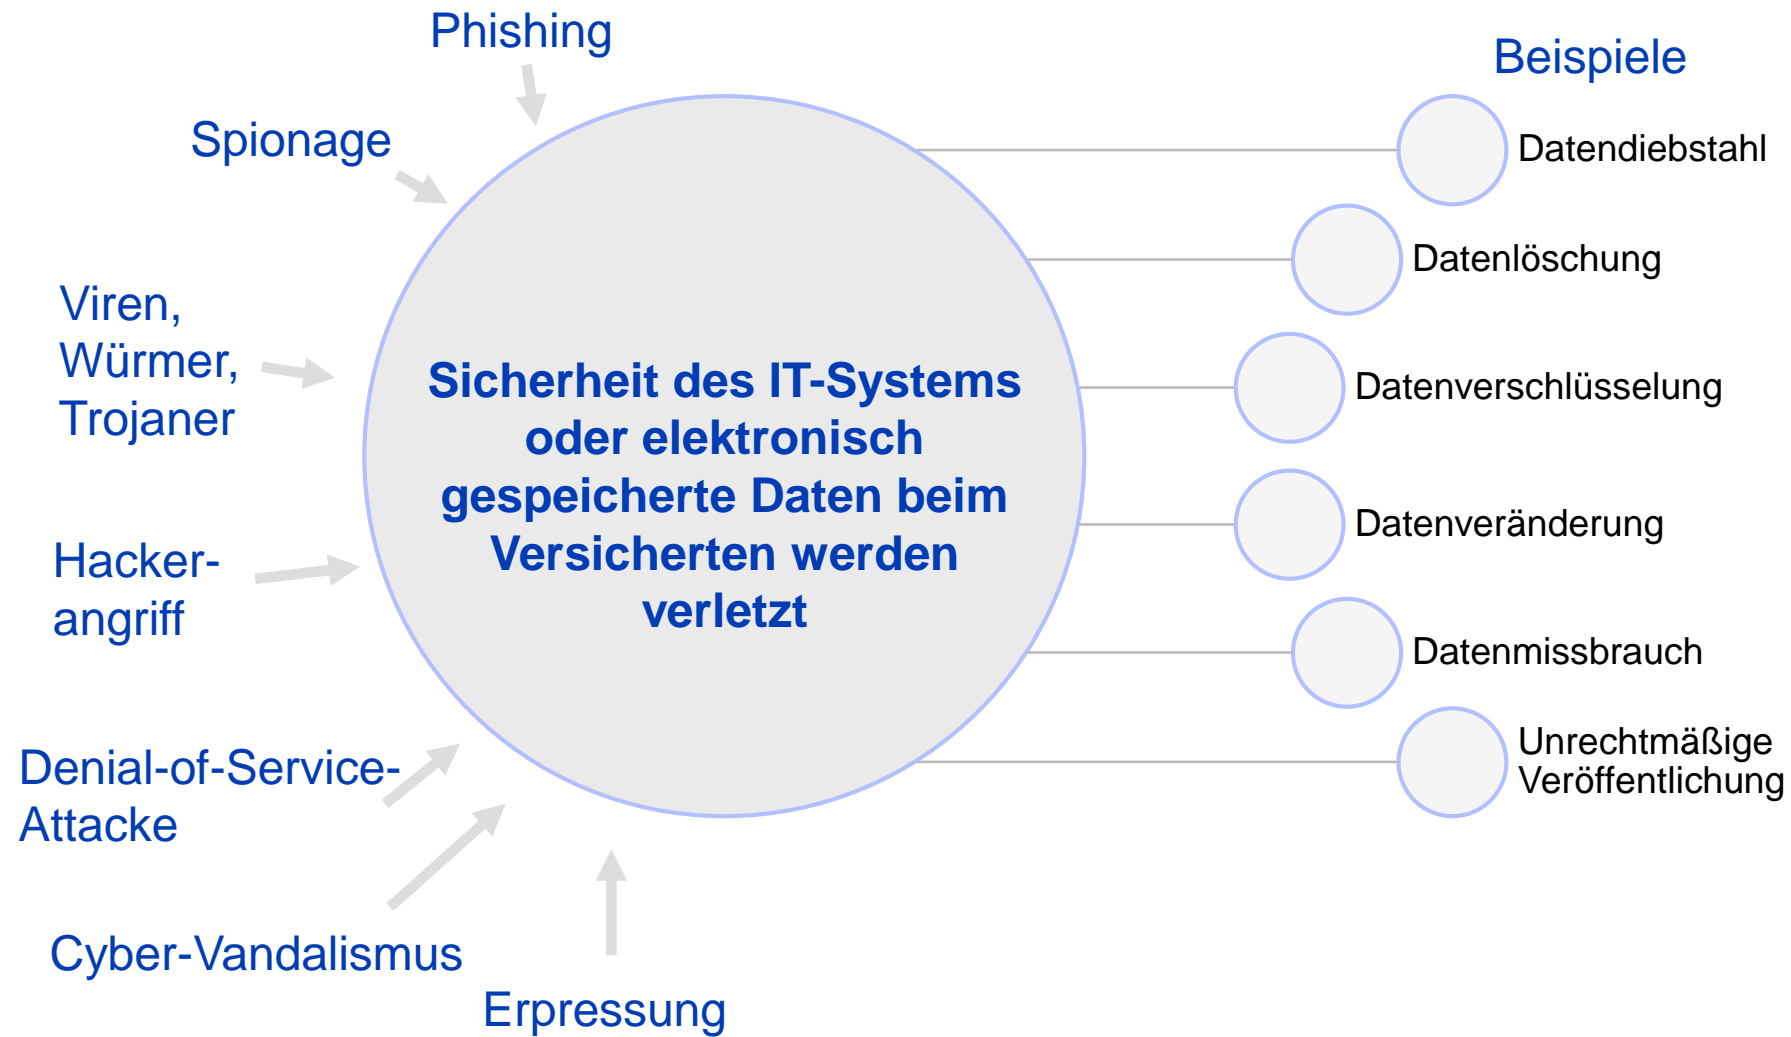 Phishing
Spionage
Viren,
Würmer,
Trojaner
Hacker-
angriff
Denial-of-Service-
Attacke
Cyber-Vandalismus
Erpressung
Sicherheit des IT-Systems
oder elektronisch
gespeicherte Daten beim
Versicherten werden
verletzt
Beispiele
Datendiebstahl
Datenlöschung
Datenverschlüsselung
Datenveränderung
Datenmissbrauch
Unrechtmäßige
Veröffentlichung